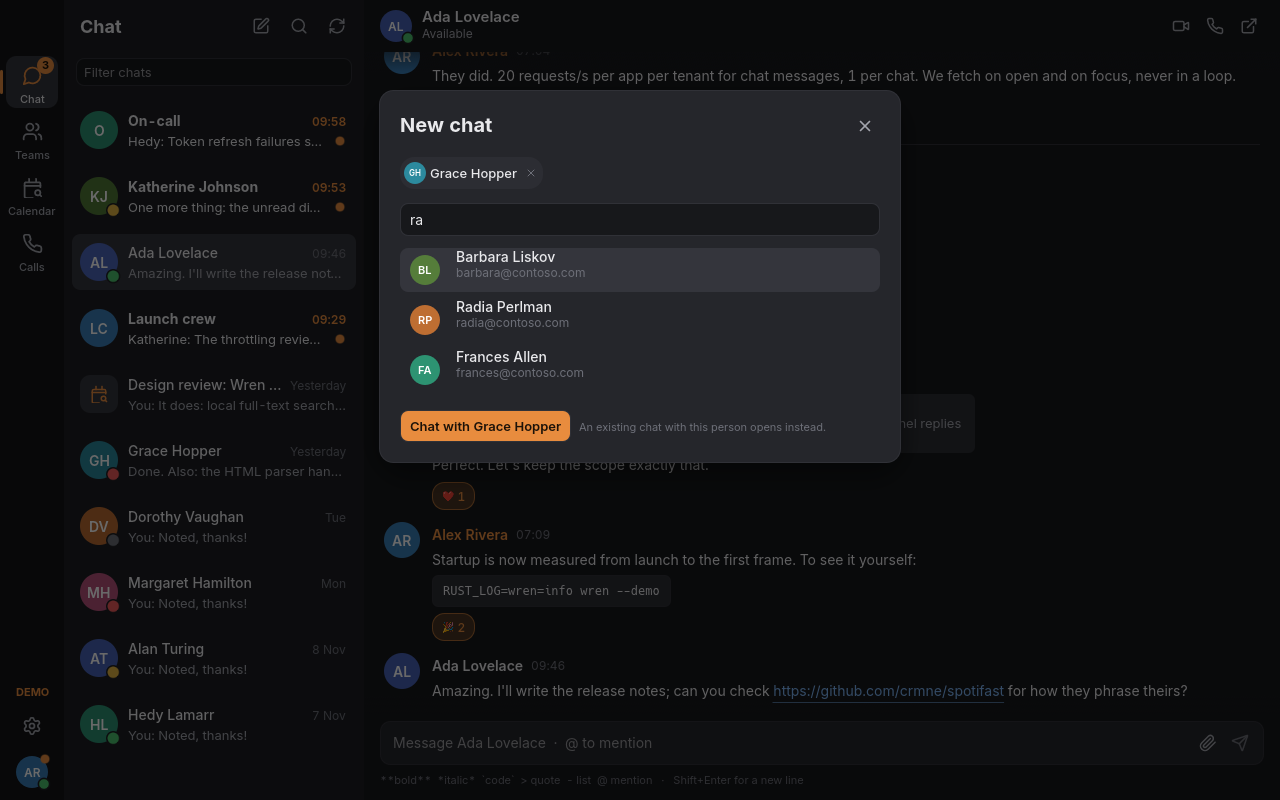 3
Chat
Teams
Calendar
Calls
DEMO
AR
Chat
Filter chats
O
On-call
09:58
Hedy: Token refresh failures s...
KJ
Katherine Johnson
09:53
One more thing: the unread di...
AL
Ada Lovelace
09:46
Amazing. I'll write the release not...
LC
Launch crew
09:29
Katherine: The throttling revie...
Design review: Wren ...
Yesterday
You: It does: local full-text search...
GH
Grace Hopper
Yesterday
Done. Also: the HTML parser han...
DV
Dorothy Vaughan
Tue
You: Noted, thanks!
MH
Margaret Hamilton
Mon
You: Noted, thanks!
AT
Alan Turing
8 Nov
You: Noted, thanks!
HL
Hedy Lamarr
7 Nov
You: Noted, thanks!
AL
Ada Lovelace
Available
AR
Alex Rivera
They did. 20 requests/s per app per tenant for chat messages, 1 per chat. We fetch on open and on focus, never in a loop.
New chat
GH
Grace Hopper
ra
BL
Barbara Liskov
barbara@contoso.com
RP
Radia Perlman
radia@contoso.com
FA
Frances Allen
frances@contoso.com
Chat with Grace Hopper
An existing chat with this person opens instead.
replies
Perfect. Let's keep the scope exactly that.
❤️ 1
AR
Alex Rivera
07:09
Startup is now measured from launch to the first frame. To see it yourself:
RUST_LOG=wren=info wren --demo
🎉 2
AL
Ada Lovelace
09:46
Amazing. I'll write the release notes; can you check https://github.com/crmne/spotifast for how they phrase theirs?
Message Ada Lovelace · @ to mention
**bold** *italic* `code` > quote - list @ mention · Shift+Enter for a new line